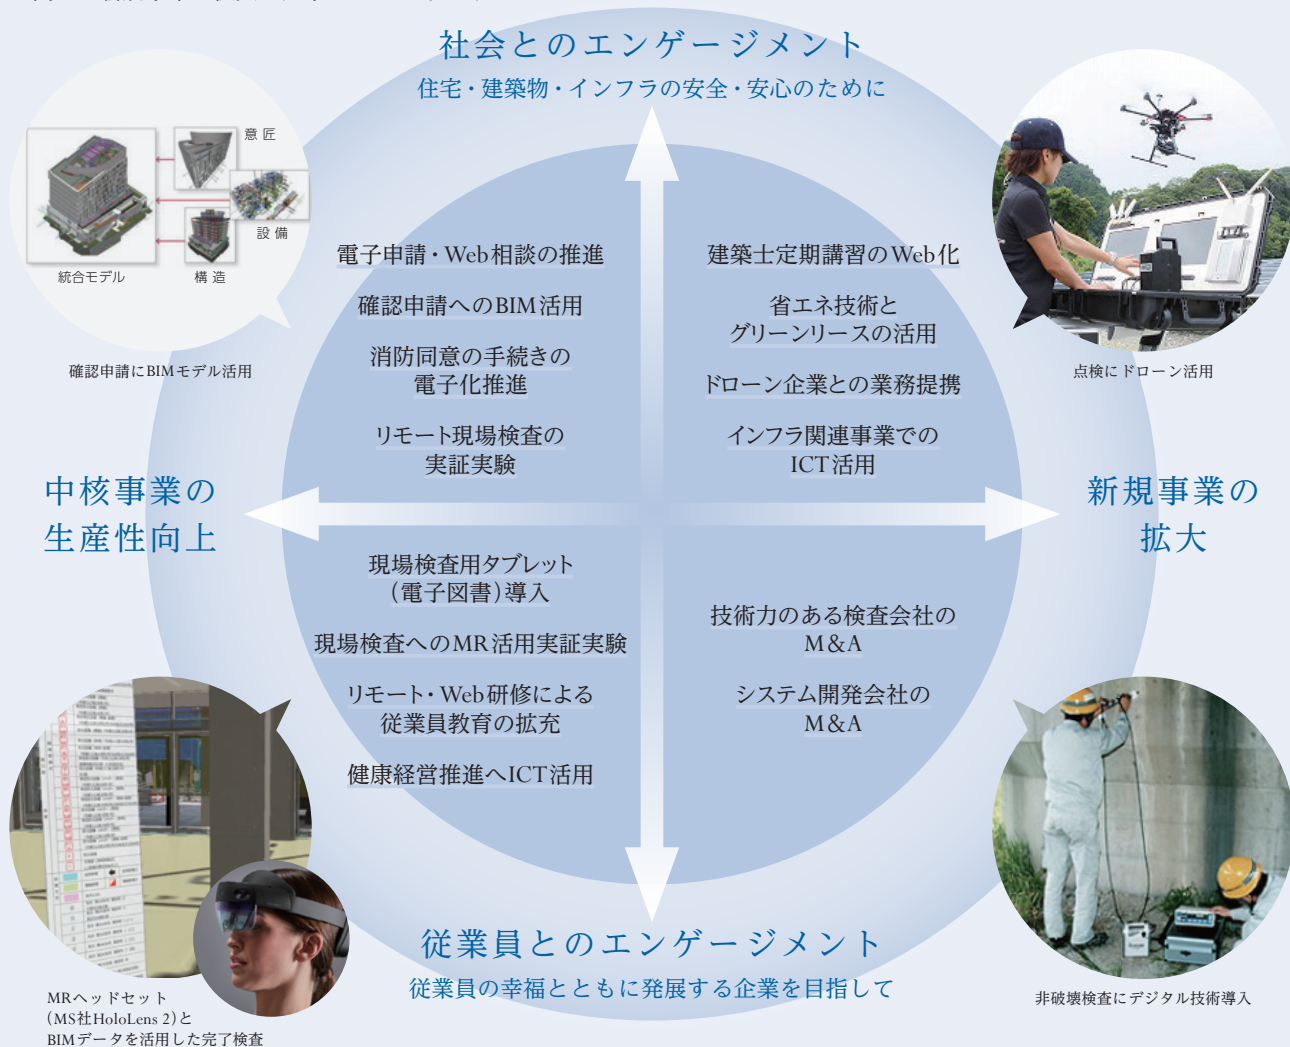 社会とのエンゲージメント
住宅・建築物・インフラの安全・安心のために
意匠
設備
統合モデル
構造
確認申請にBIMモデル活用
電子申請・Web相談の推進
確認申請へのBIM活用
消防同意の手続きの
電子化推進
リモート現場検査の
実証実験
建築士定期講習のWeb化
省エネ技術と
グリーンリースの活用
ドローン企業との業務提携
インフラ関連事業での
ICT活用
点検にドローン活用
中核事業の
生産性向上
新規事業の
拡大
現場検査用タブレット
（電子図書）導入
現場検査へのMR活用実証実験
リモート・Web研修による
従業員教育の拡充
健康経営推進へICT活用
技術力のある検査会社の
M&A
システム開発会社の
M&A
従業員とのエンゲージメント
従業員の幸福とともに発展する企業を目指して
MRヘッドセット
（MS社HoloLens 2）と
BIMデータを活用した完了検査
非破壊検査にデジタル技術導入